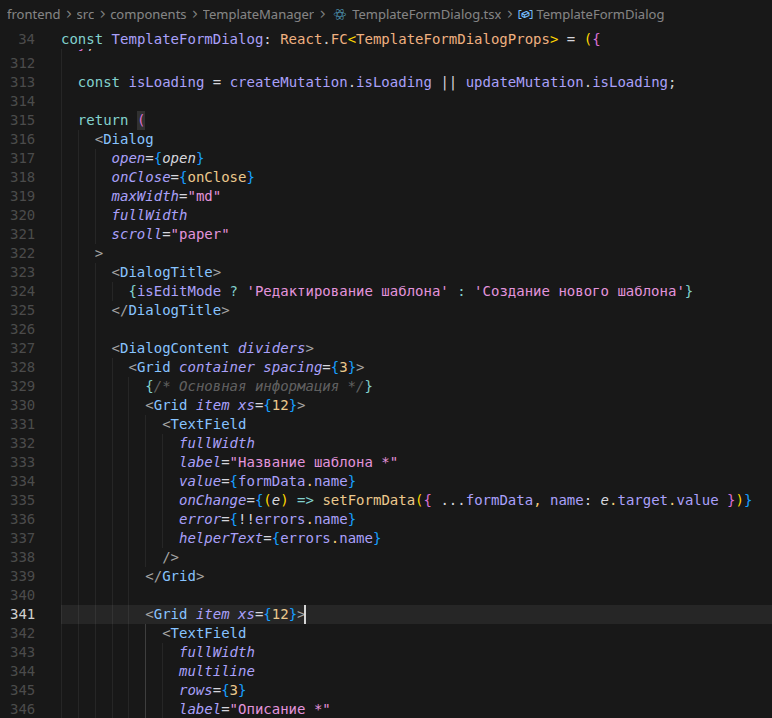 frontend > src > components > TemplateManager > TemplateFormDialog.tsx > TemplateFormDialog
34 const TemplateFormDialog: React.FC<TemplateFormDialogProps> = ({
312
313 const isLoading = createMutation.isLoading || updateMutation.isLoading;
314
315 return (
316 <Dialog
317 open={open}
318 onClose={onClose}
319 maxWidth="md"
320 fullWidth
321 scroll="paper"
322 >
323 <DialogTitle>
324 {isEditMode ? 'Редактирование шаблона' : 'Создание нового шаблона'}
325 </DialogTitle>
326
327 <DialogContent dividers>
328 <Grid container spacing={3}>
329 {/* Основная информация */}
330 <Grid item xs={12}>
331 <TextField
332 fullWidth
333 label="Название шаблона *"
334 value={formData.name}
335 onChange={(e) => setFormData({ ...formData, name: e.target.value })}
336 error={!!errors.name}
337 helperText={errors.name}
338 />
339 </Grid>
340
341 <Grid item xs={12}>
342 <TextField
343 fullWidth
344 multiline
345 rows={3}
346 label="Описание *"